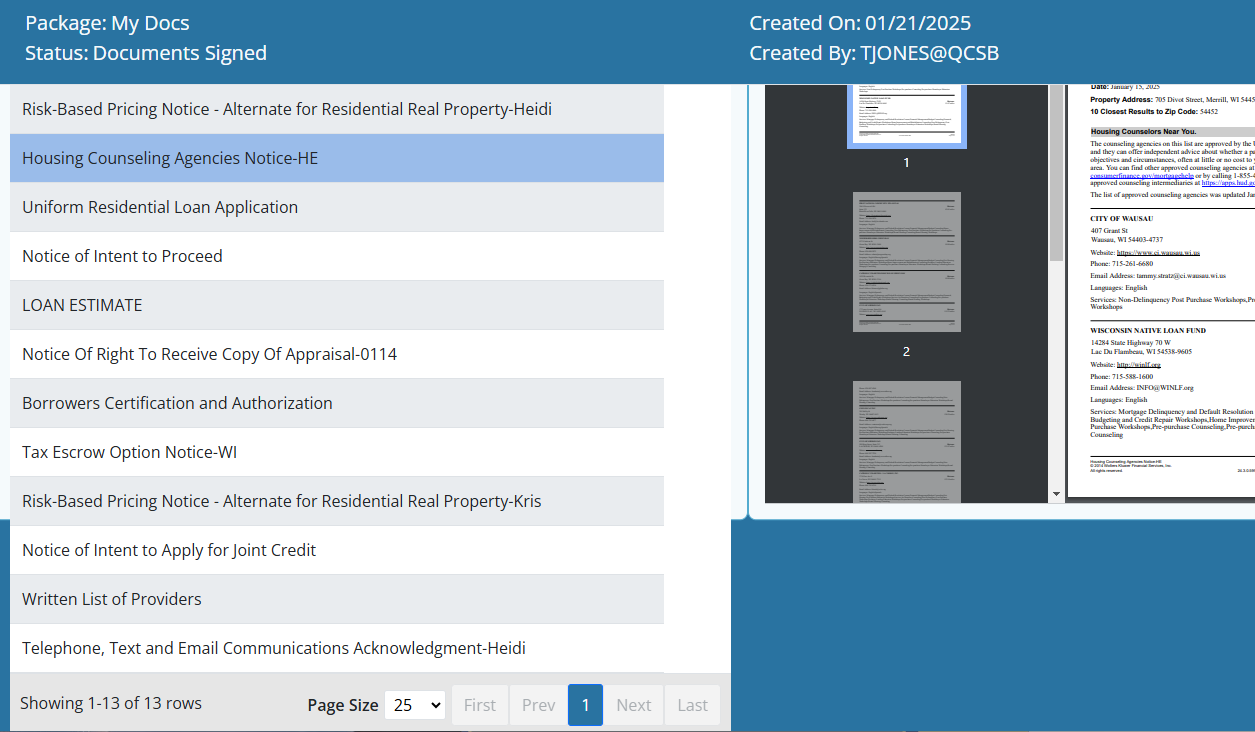 Package: My Docs
Status: Documents Signed
Created On: 01/21/2025
Created By: TJONES@QCSB
Risk-Based Pricing Notice - Alternate for Residential Real Property-Heidi
Housing Counseling Agencies Notice-HE
Uniform Residential Loan Application
Notice of Intent to Proceed
LOAN ESTIMATE
Notice Of Right To Receive Copy Of Appraisal-0114
Borrowers Certification and Authorization
Tax Escrow Option Notice-WI
Risk-Based Pricing Notice - Alternate for Residential Real Property-Kris
Notice of Intent to Apply for Joint Credit
Written List of Providers
Telephone, Text and Email Communications Acknowledgment-Heidi
Showing 1-13 of 13 rows
Page Size 25 First Prev 1 Next Last
1
2
Date: January 15, 2025
Property Address: 705 Divot Street, Merrill, WI 5445
10 Closest Results to Zip Code: 54452
Housing Counselors Near You.
The counseling agencies on this list are approved by the
and they can offer independent advice about whether a
objectives and circumstances, often at little or no cost to
area. You can find other approved counseling agencies at
consumerfinance.gov/mortgagehelp or by calling 1-855-4
approved counseling intermediaries at https://apps.hud.g
The list of approved counseling agencies was updated
CITY OF WAUSAU
407 Grant St
Wausau, WI 54403-4737
Website: https://www.ci.wausau.wi.us
Phone: 715-261-6680
Email Address: tammy.stratz@ci.wausau.wi.us
Languages: English
Services: Non-Delinquency Post Purchase Workshops,
Workshops
WISCONSIN NATIVE LOAN FUND
14284 State Highway 70 W
Lac Du Flambeau, WI 54538-9605
Website: http://winlf.org
Phone: 715-588-1600
Email Address: INFO@WINLF.org
Languages: English
Services: Mortgage Delinquency and Default Resolution
Budgeting and Credit Repair Workshops,Home Improve
Purchase Workshops,Pre-purchase Counseling,Pre-purch
Counseling
Housing Counseling Agencies Notice-HE
© 2014 Wolters Kluwer Financial Services, Inc.
All rights reserved.